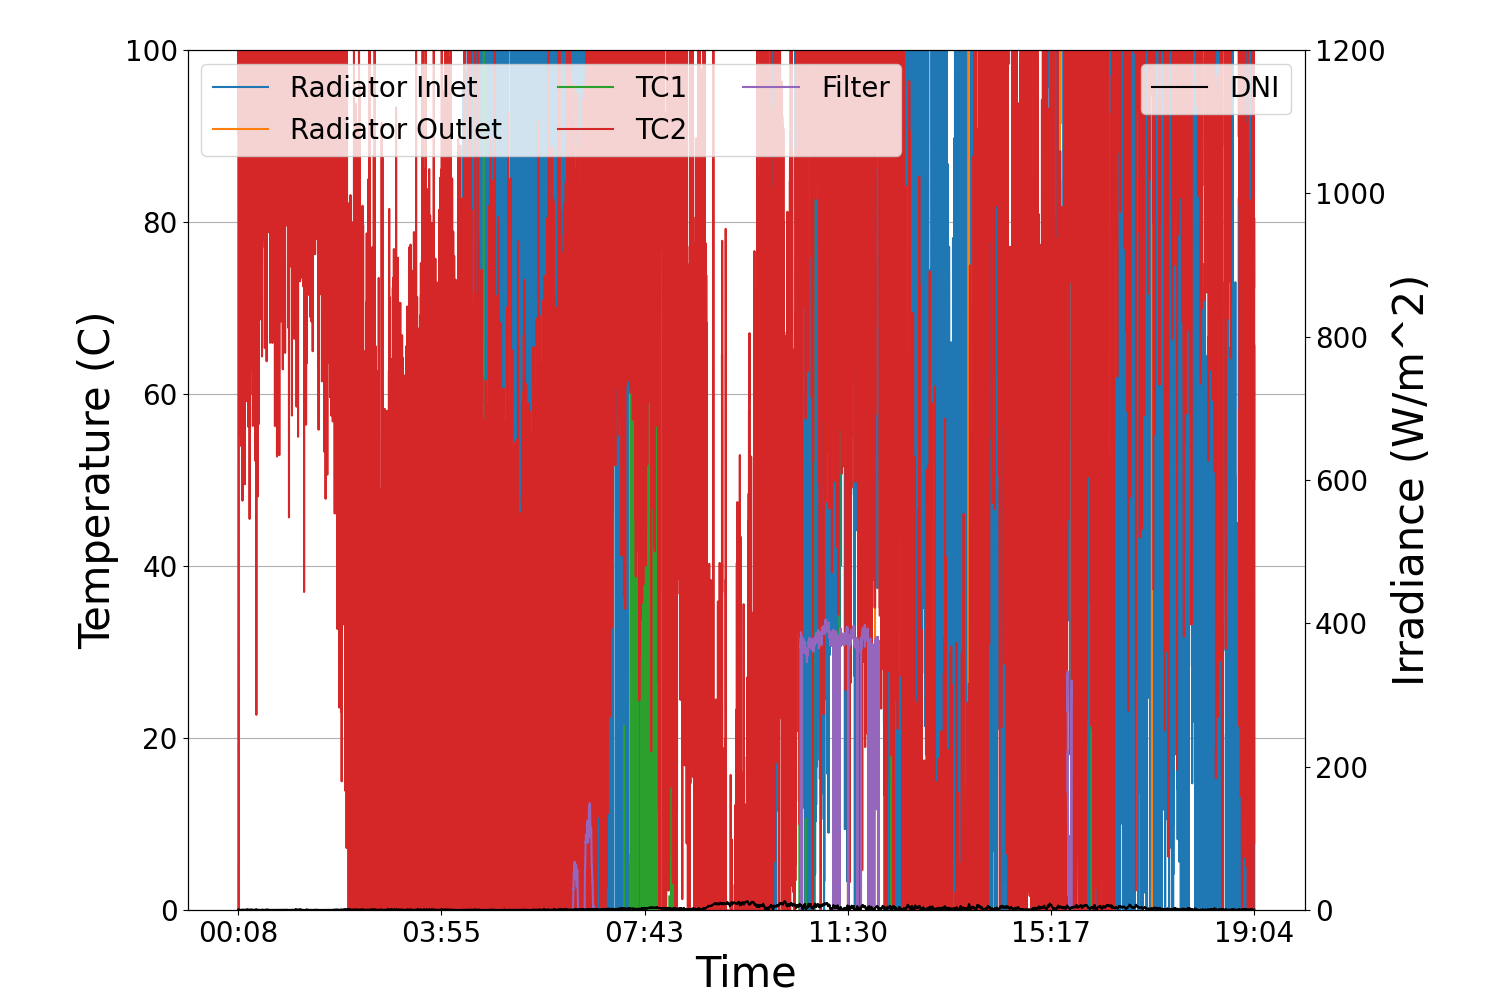 100
80
60
40
20
0
Temperature (C)
Radiator Inlet
Radiator Outlet
TC1
TC2
Filter
DNI
1200
1000
800
600
400
200
0
Irradiance (W/m^2)
00:08 03:55 07:43 11:30 15:17 19:04
Time